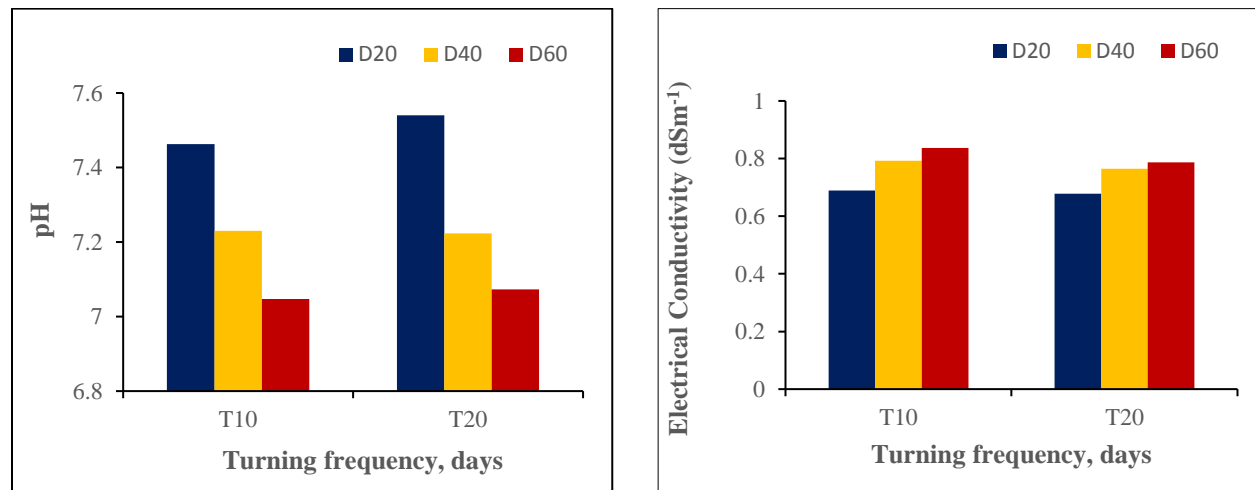 D20 D40 D60
7.6
7.4
7.2
7
6.8
pH
T10 T20
Turning frequency, days
D20 D40 D60
1
0.8
0.6
0.4
0.2
0
Electrical Conductivity (dSm⁻¹)
T10 T20
Turning frequency, days